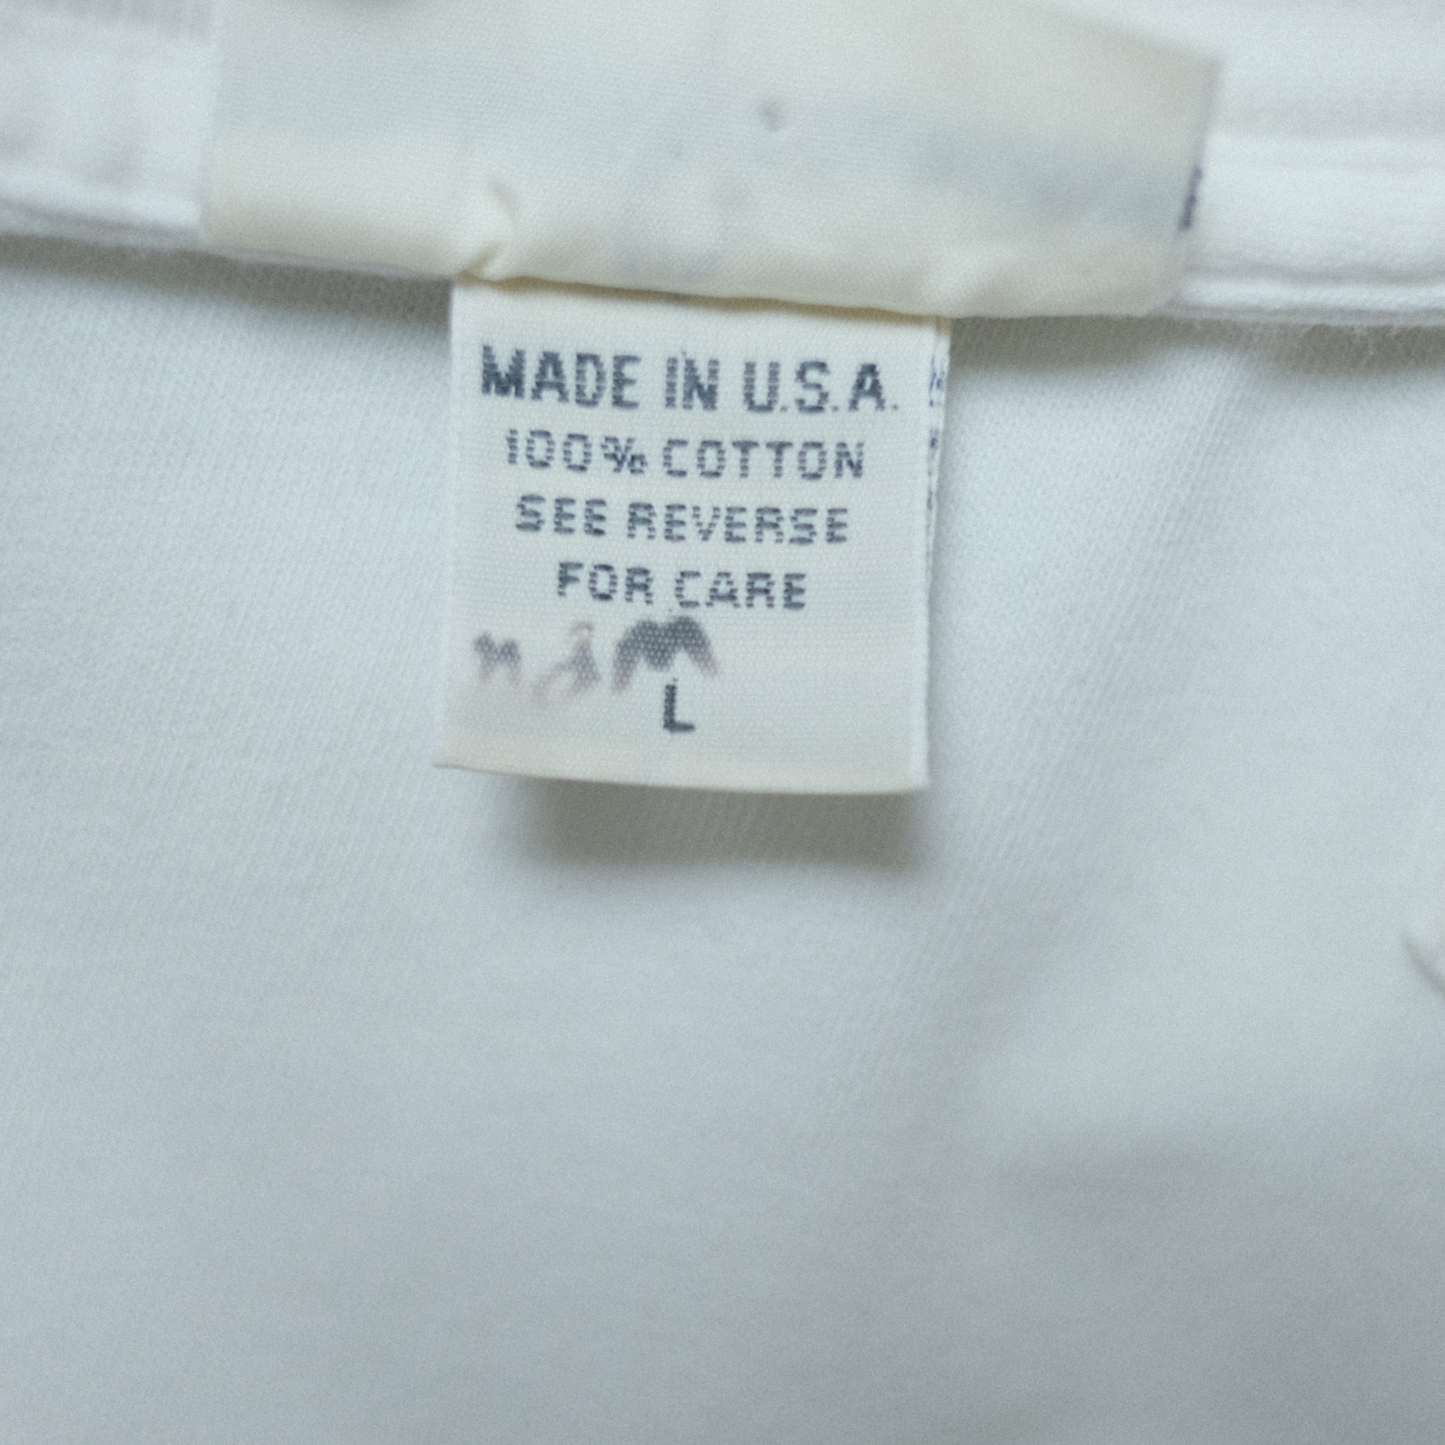 MADE IN U.S.A.
100% COTTON
SEE REVERSE
FOR CARE
L